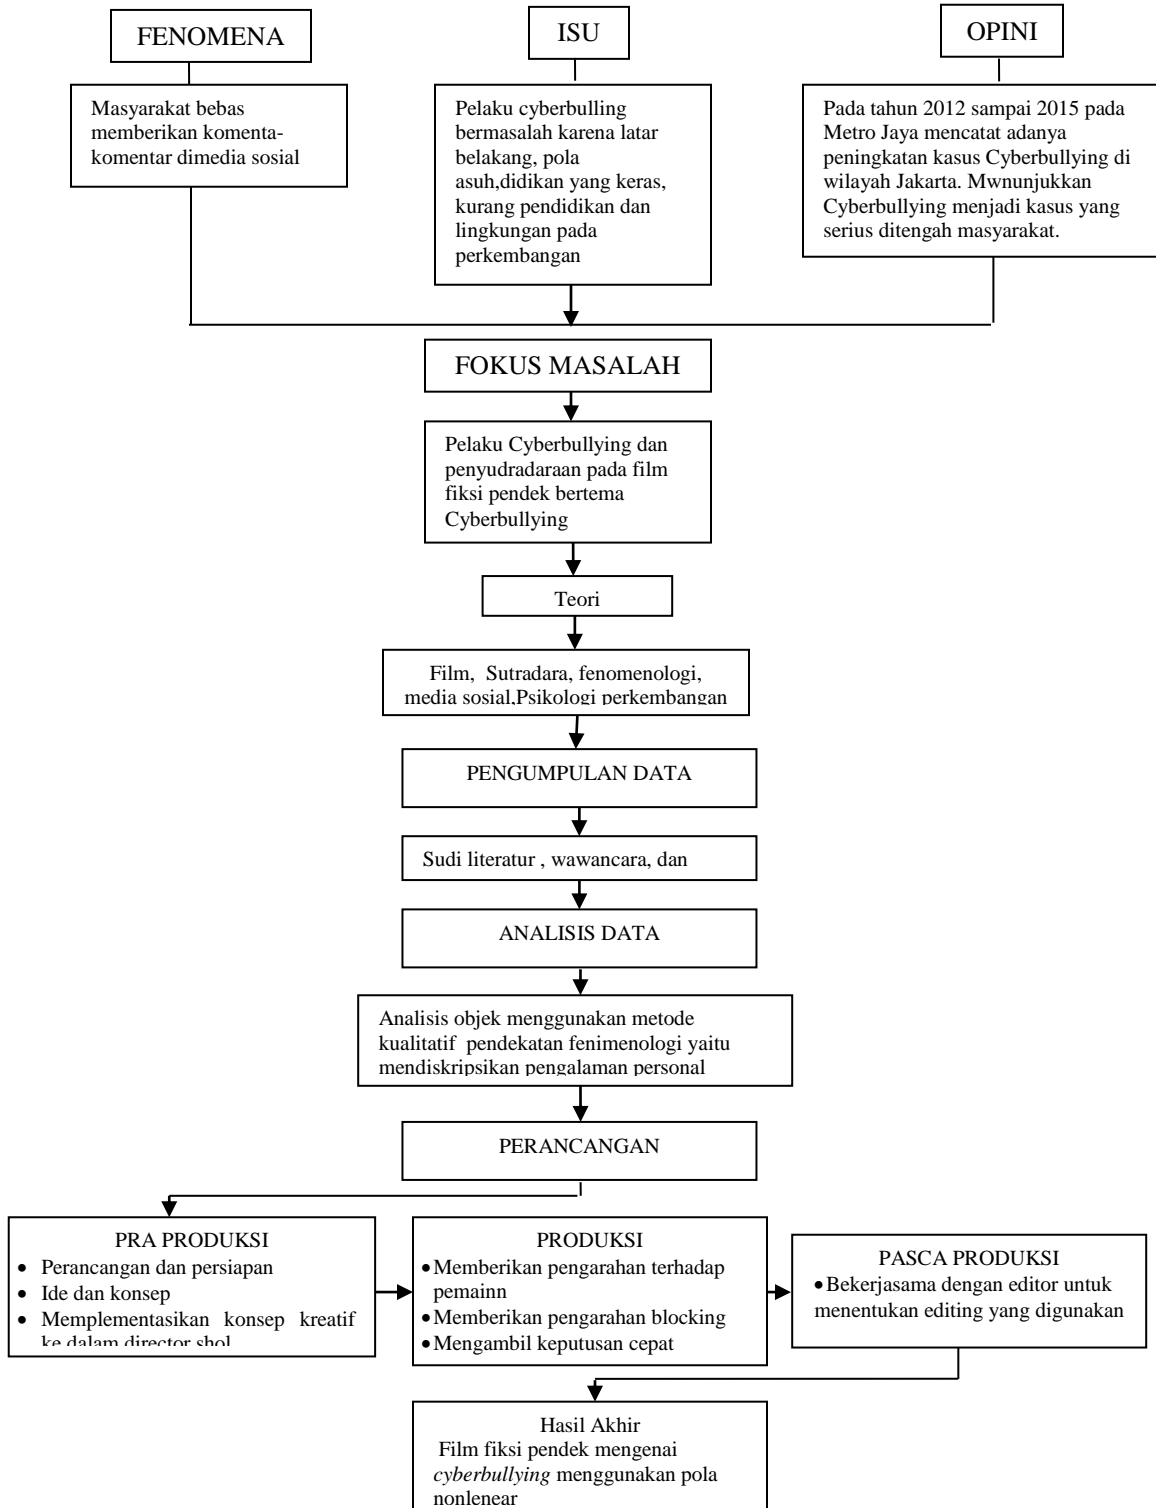 FENOMENA
Masyarakat bebas
memberikan komenta-
komentar dimedia sosial
ISU
Pelaku cyberbulling
bermasalah karena latar
belakang, pola
asuh,didikan yang keras,
kurang pendidikan dan
lingkungan pada
perkembangan
OPINI
Pada tahun 2012 sampai 2015 pada
Metro Jaya mencatat adanya
peningkatan kasus Cyberbullying di
wilayah Jakarta. Mwnunjukkan
Cyberbullying menjadi kasus yang
serius ditengah masyarakat.
FOKUS MASALAH
Pelaku Cyberbullying dan
penyudradaraan pada film
fiksi pendek bertema
Cyberbullying
Teori
Film, Sutradara, fenomenologi,
media sosial,Psikologi perkembangan
PENGUMPULAN DATA
Sudi literatur , wawancara, dan
ANALISIS DATA
Analisis objek menggunakan metode
kualitatif pendekatan fenimenologi yaitu
mendiskripsikan pengalaman personal
PERANCANGAN
PRA PRODUKSI
• Perancangan dan persiapan
• Ide dan konsep
• Memplementasikan konsep kreatif
ke dalam director shol
PRODUKSI
• Memberikan pengarahan terhadap
pemainn
• Memberikan pengarahan blocking
• Mengambil keputusan cepat
PASCA PRODUKSI
• Bekerjasama dengan editor untuk
menentukan editing yang digunakan
Hasil Akhir
Film fiksi pendek mengenai
cyberbullying menggunakan pola
nonlenear